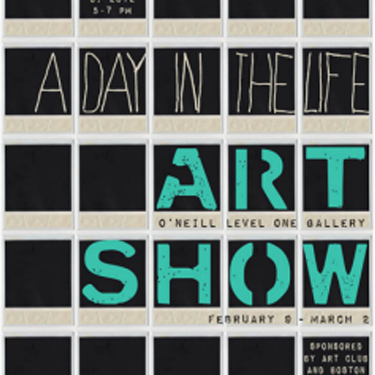 5-7 PM
A DAY IN THE LIFE
ART
O'NEILL LEVEL ONE GALLERY
SHOW
FEBRUARY 9 - MARCH 2
SPONSORED
BY ART CLUB
AND BOSTON